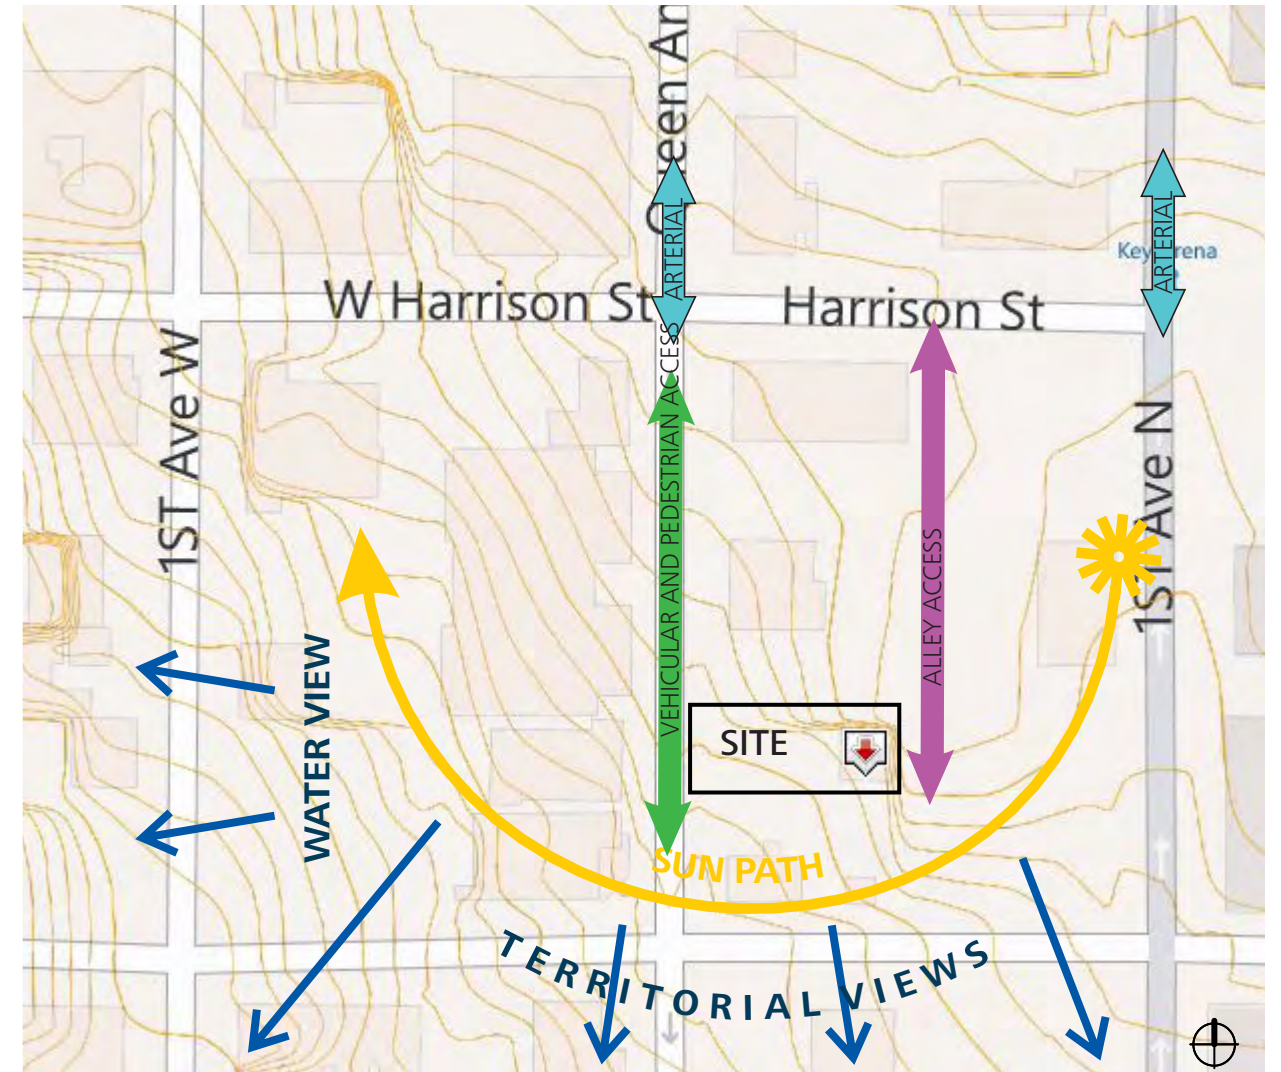 Queen An
ARTERIAL
ARTERIAL
Key Arena
W Harrison St
Harrison St
1ST Ave W
VEHICULAR AND PEDESTRIAN ACCESS
ALLEY ACCESS
1ST Ave N
WATER VIEW
SITE
SUN PATH
TERRITORIAL VIEWS